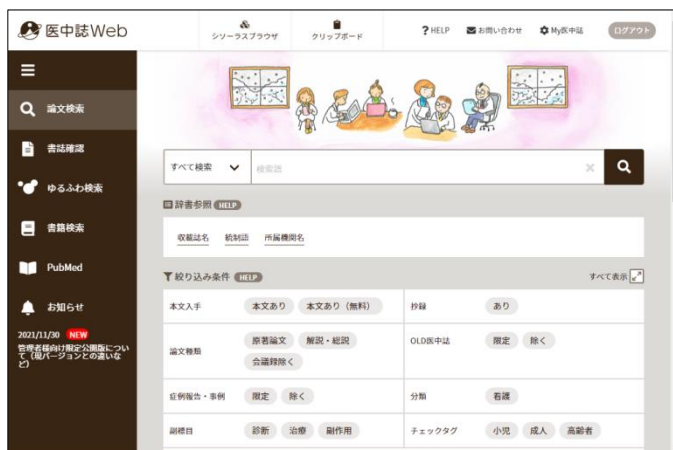 医中誌Web
シソーラスブラウザ
クリップボード
? HELP
お問い合わせ
My医中誌
ログアウト
論文検索
書誌確認
ゆるふわ検索
書籍検索
PubMed
お知らせ
2021/11/30 NEW
管理者様向け限定公開版につい
て（現バージョンとの違いな
ど）
すべて検索
検索語
辞書参照 HELP
収載誌名 統制語 所属機関名
絞り込み条件 HELP
すべて表示
本文入手 本文あり 本文あり（無料） 抄録 あり
論文種類 原著論文 解説・総説 会議録除く OLD医中誌 限定 除く
症例報告・事例 限定 除く 分類 看護
副標目 診断 治療 副作用 チェックタグ 小児 成人 高齢者